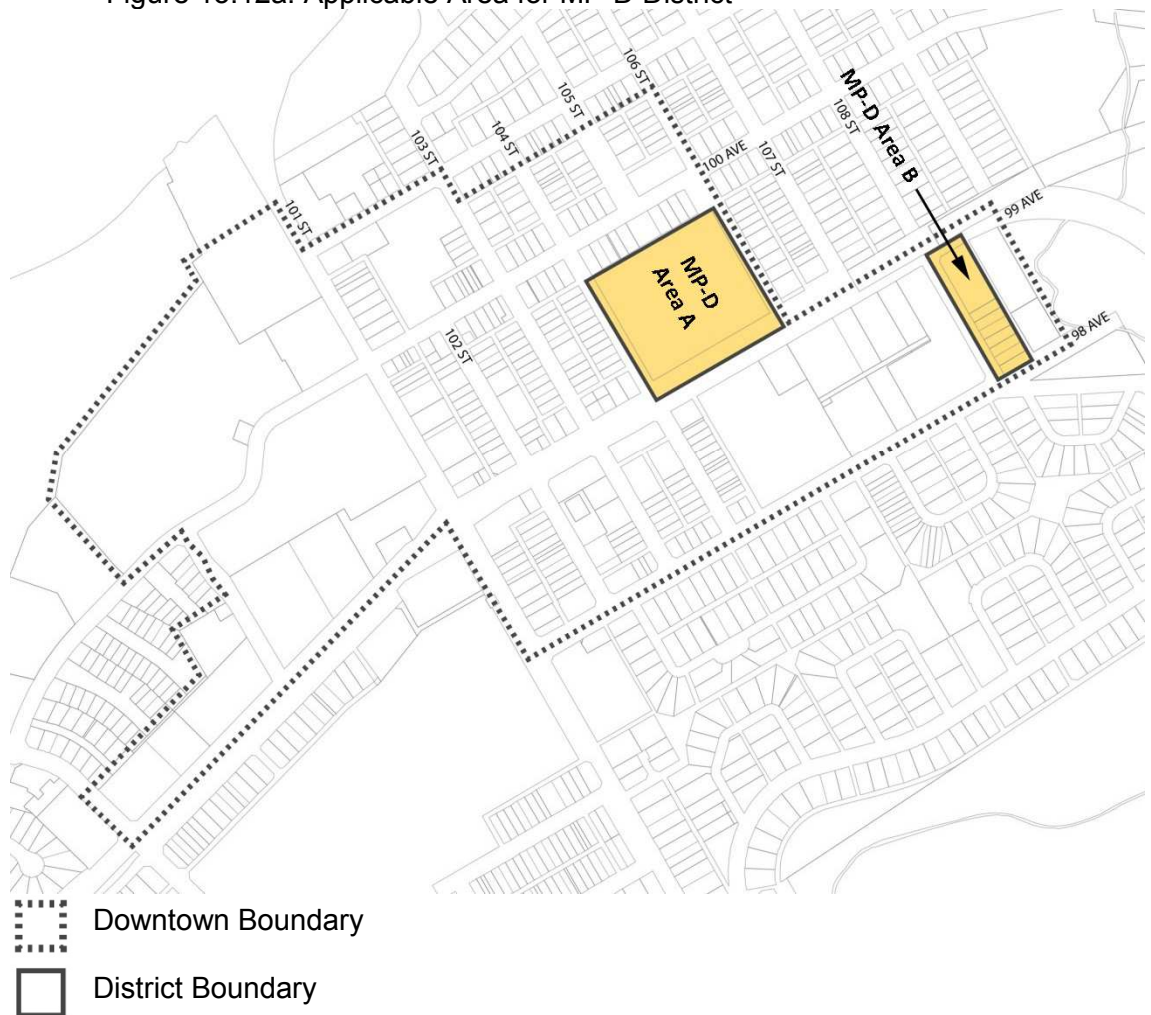 Figure 15.12a: Applicable Area for MP-D District
106 ST
105 ST
104 ST
103 ST
101 ST
102 ST
100 AVE
107 ST
108 ST
MP-D Area B
99 AVE
98 AVE
MP-D
Area A
Downtown Boundary
District Boundary